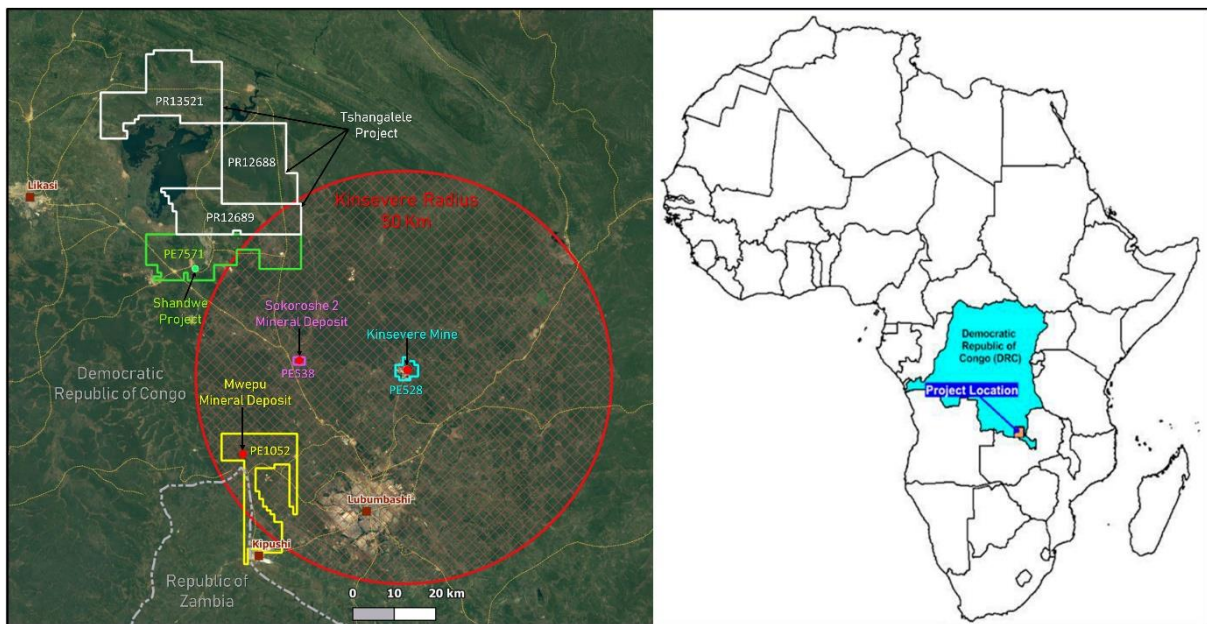 PR13521
Tshangalele
Project
PR12688
Likasi
Kinsevere Radius
50 Km
PR12689
PE7571
Shandwe
Project
Sokoroshe 2
Mineral Deposit
Kinsevere Mine
PE538
PE528
Democratic
Republic of Congo
Mwepu
Mineral Deposit
PE1052
Lubumbashi
Kipushi
Republic of
Zambia
0 10 20 km
Democratic
Republic of
Congo (DRC)
Project Location